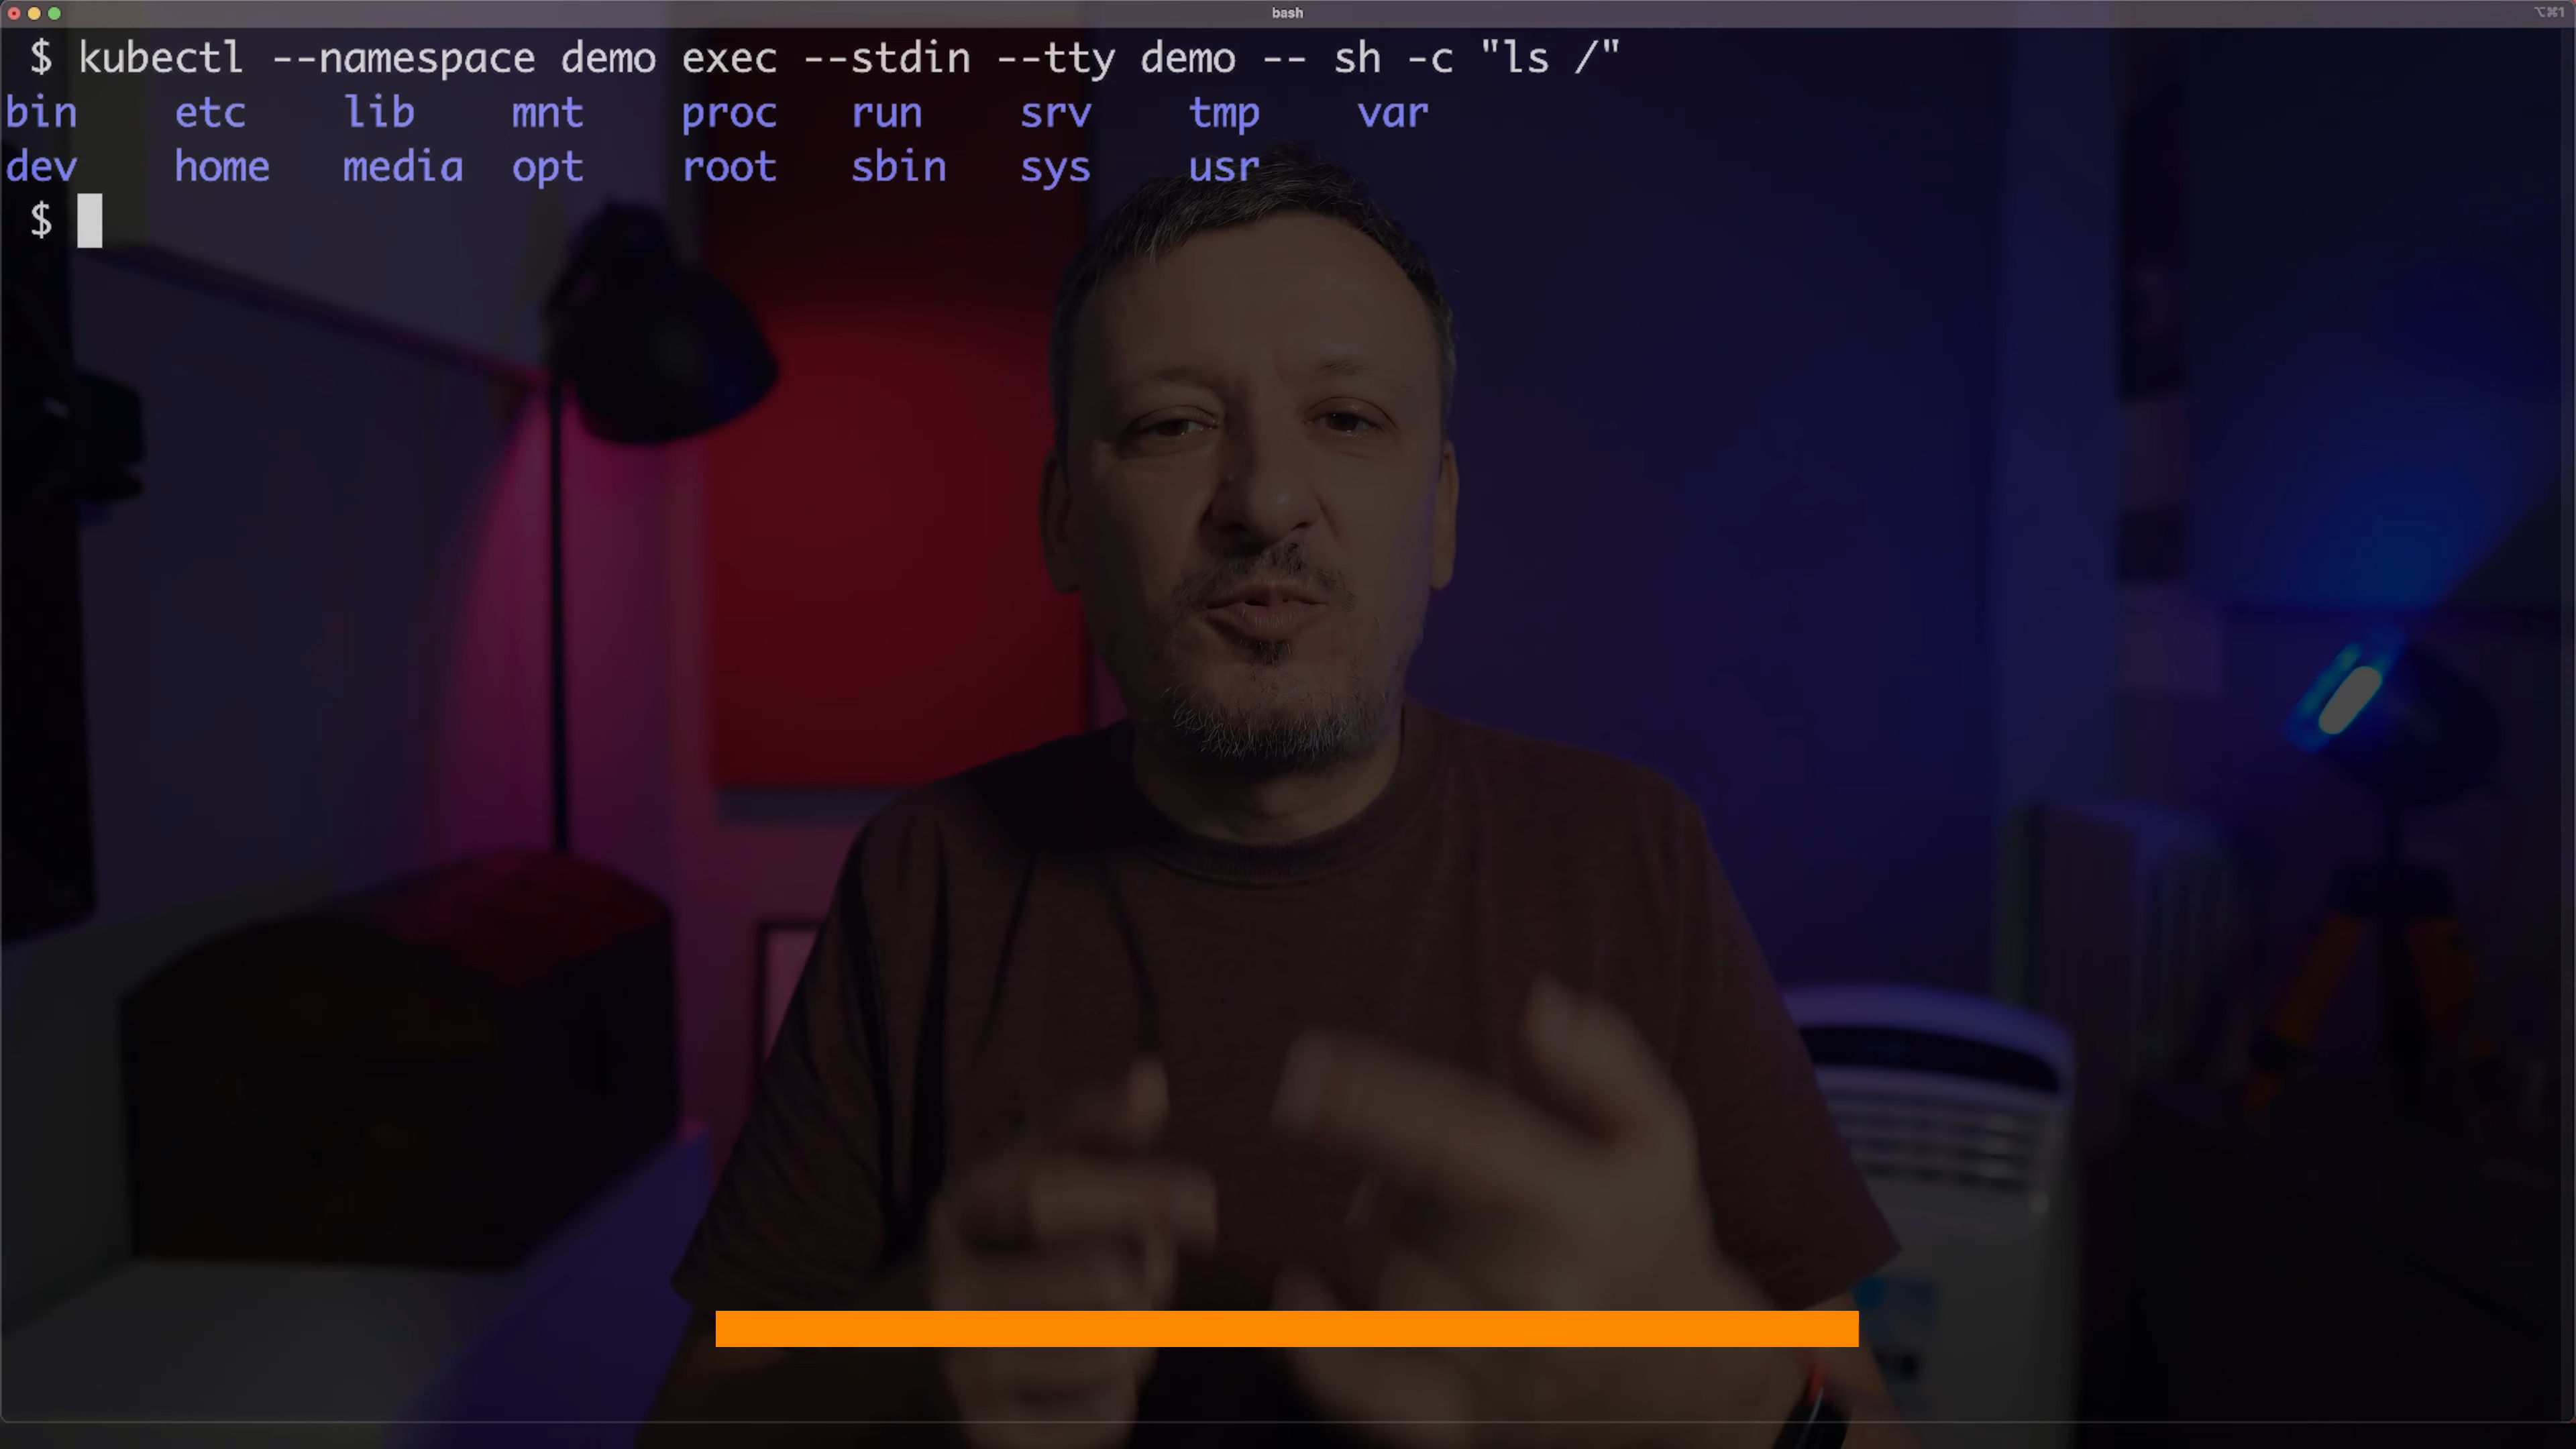 bash
⌥⌘1
$ kubectl --namespace demo exec --stdin --tty demo -- sh -c "ls /"
bin etc lib mnt proc run srv tmp var
dev home media opt root sbin sys usr
$